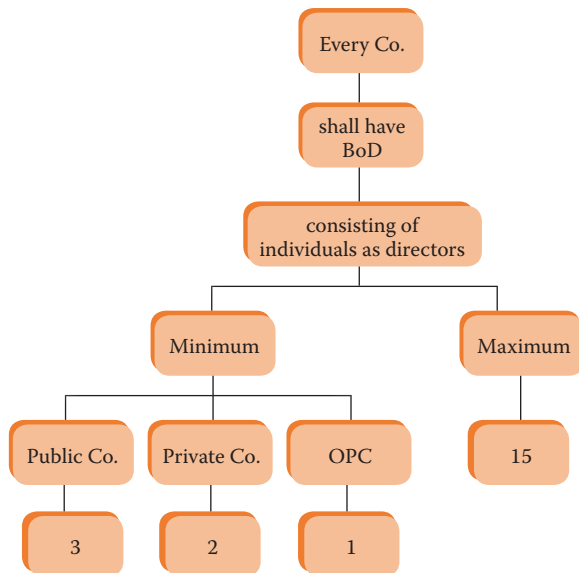 Every Co.
shall have
BoD
consisting of
individuals as directors
Minimum
Maximum
Public Co.
Private Co.
OPC
15
3
2
1